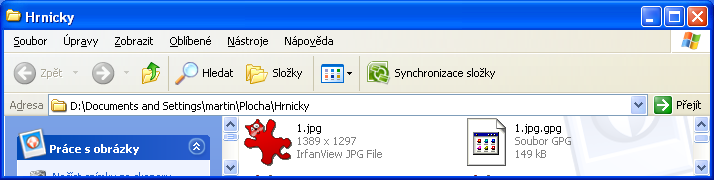 Hrnicky
Soubor Úpravy Zobrazit Oblíbené Nástroje Nápověda
Zpět Hledat Složky Synchronizace složky
Adresa D:\Documents and Settings\martin\Plocha\Hrnicky Přejít
1.jpg 1.jpg.gpg
1389 x 1297 Soubor GPG
Práce s obrázky IrfanView JPG File 149 kB